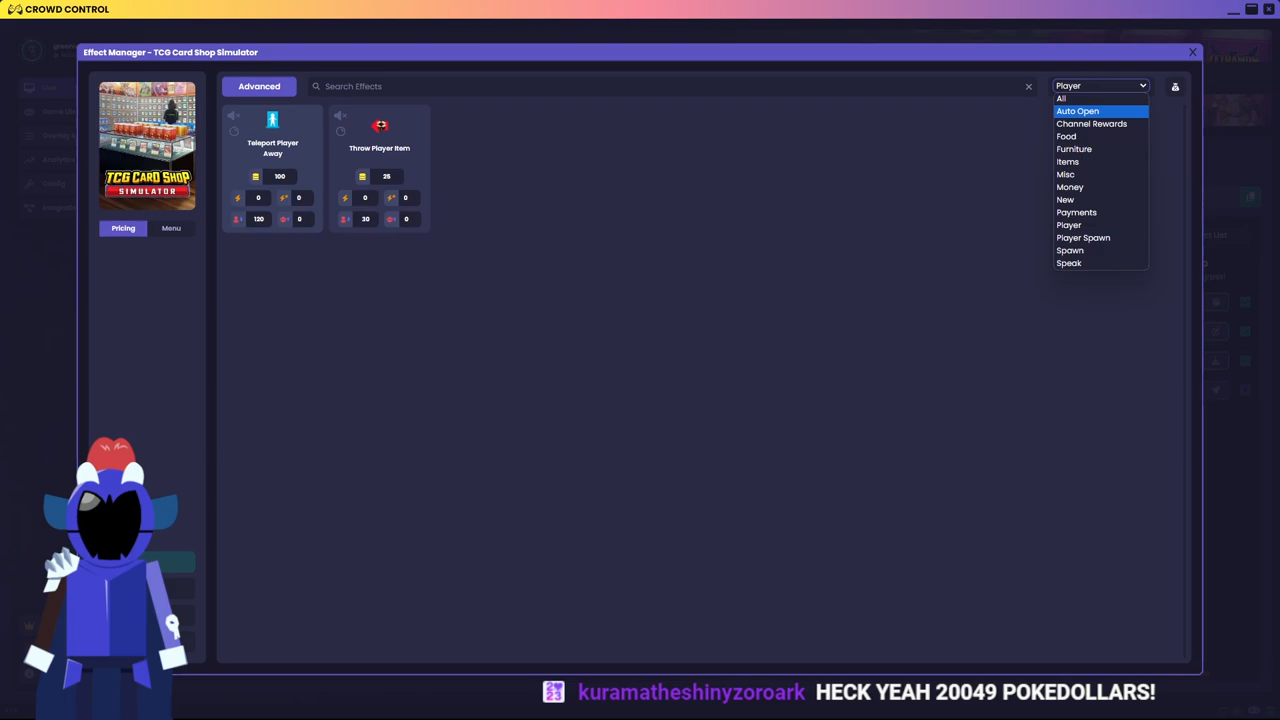 CROWD CONTROL
Effect Manager - TCG Card Shop Simulator
Advanced
Search Effects
Player
All
Auto Open
Channel Rewards
Food
Furniture
Items
Misc
Money
New
Payments
Player
Player Spawn
Spawn
Speak
TCG CARD SHOP
SIMULATOR
Pricing
Menu
Teleport Player
Away
100
0
0
120
0
Throw Player Item
25
0
0
30
0
kuramatheshinyzoroark HECK YEAH 20049 POKEDOLLARS!